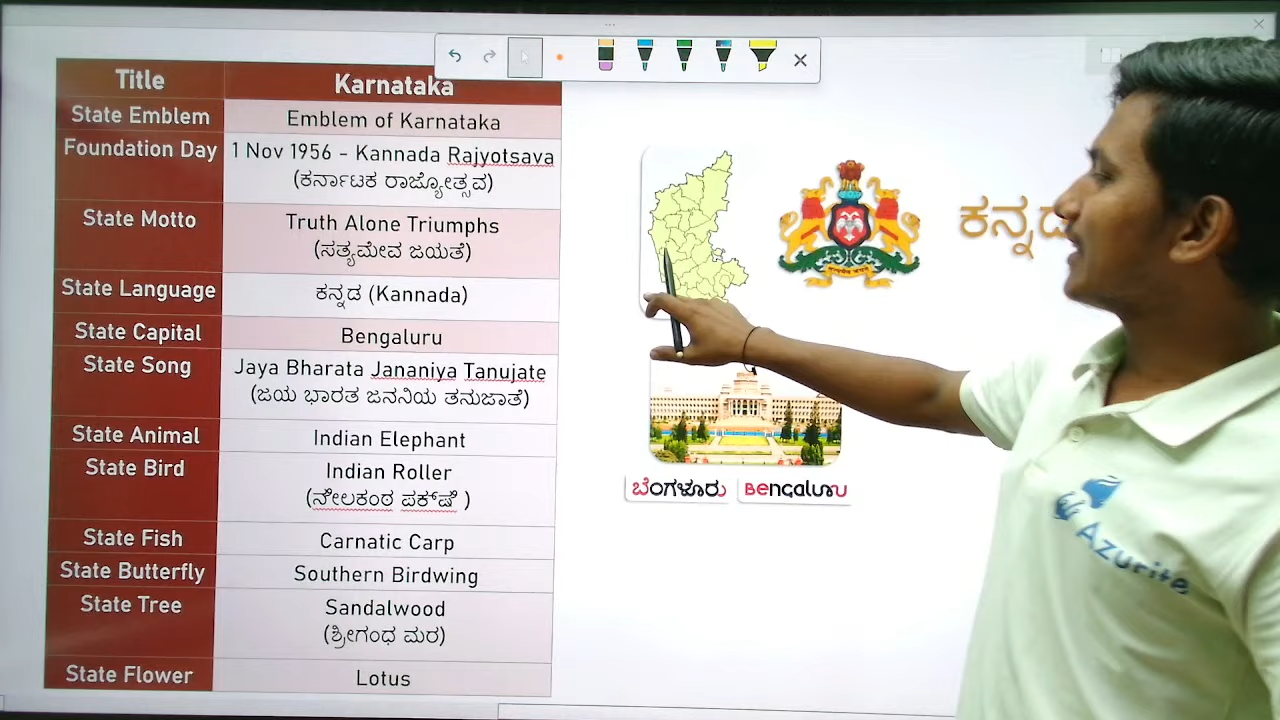 Title
Karnataka
State Emblem
Emblem of Karnataka
Foundation Day
1 Nov 1956 - Kannada Rajyotsava
(ಕರ್ನಾಟಕ ರಾಜ್ಯೋತ್ಸವ)
State Motto
Truth Alone Triumphs
(ಸತ್ಯಮೇವ ಜಯತೆ)
State Language
ಕನ್ನಡ (Kannada)
State Capital
Bengaluru
State Song
Jaya Bharata Jananiya Tanujate
(ಜಯ ಭಾರತ ಜನನಿಯ ತನುಜಾತೆ)
State Animal
Indian Elephant
State Bird
Indian Roller
State Fish
Carnatic Carp
State Butterfly
Southern Birdwing
State Tree
Sandalwood
(ಶ್ರೀಗಂಧ ಮರ)
State Flower
Lotus
ಕನ್ನಡ
ಬೆಂಗಳೂರು
Bengaluru
Azurite